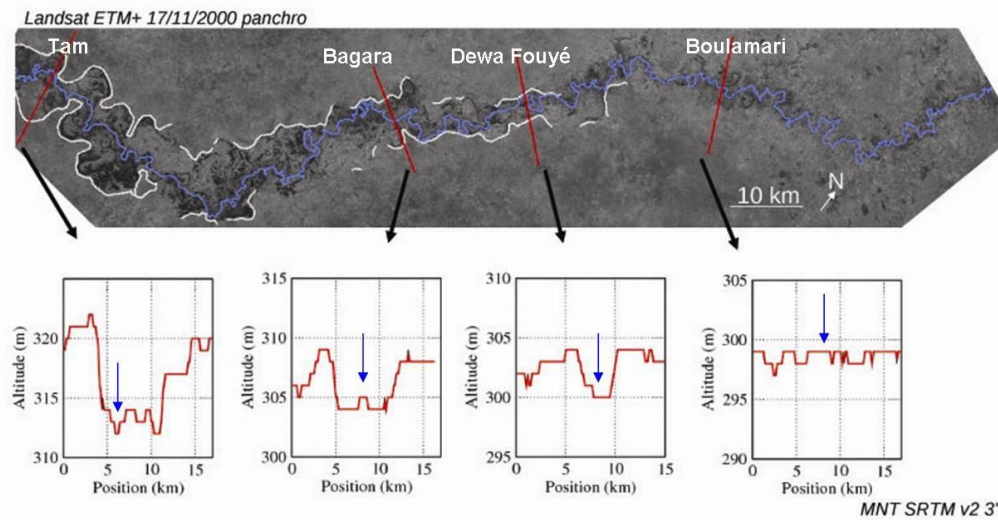 Landsat ETM+ 17/11/2000 panchro
Tam
Bagara
Dewa Fouyé
Boulamari
10 km
N
320
315
310
Altitude (m)
0 5 10 15
Position (km)
315
310
305
300
Altitude (m)
0 5 10 15
Position (km)
310
305
300
295
Altitude (m)
0 5 10 15
Position (km)
305
300
295
290
Altitude (m)
0 5 10 15
Position (km)
MNT SRTM v2 3"